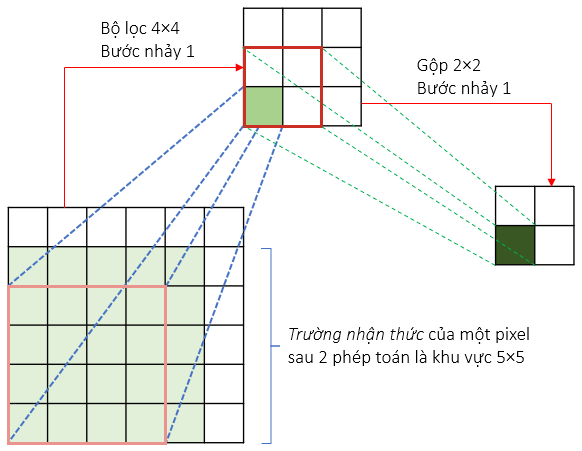 Bộ lọc 4×4
Bước nhảy 1
Gộp 2×2
Bước nhảy 1
Trường nhận thức của một pixel
sau 2 phép toán là khu vực 5×5